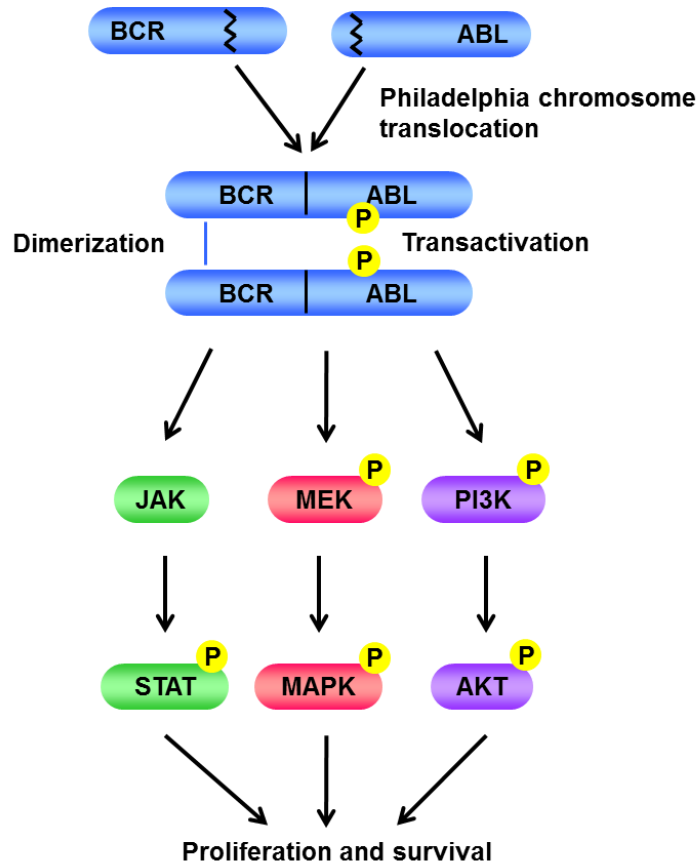 BCR
ABL
Philadelphia chromosome
translocation
BCR
ABL
P
Dimerization
Transactivation
P
BCR
ABL
P
P
JAK
MEK
PI3K
P
P
P
STAT
MAPK
AKT
Proliferation and survival